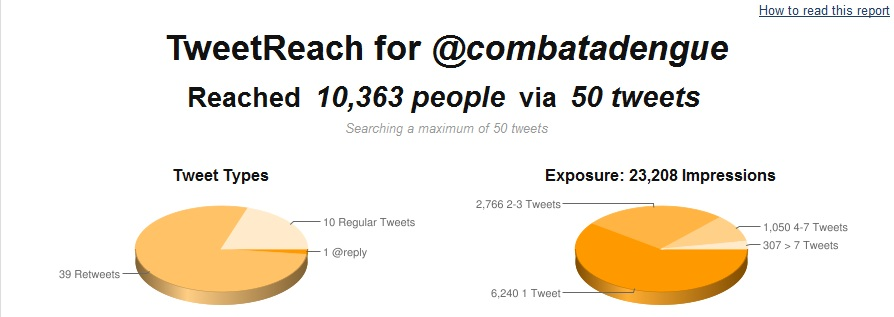 How to read this report
TweetReach for @combatadengue
Reached 10,363 people via 50 tweets
Searching a maximum of 50 tweets
Tweet Types
10 Regular Tweets
1 @reply
39 Retweets
Exposure: 23,208 Impressions
2,766 2-3 Tweets
1,050 4-7 Tweets
307 > 7 Tweets
6,240 1 Tweet